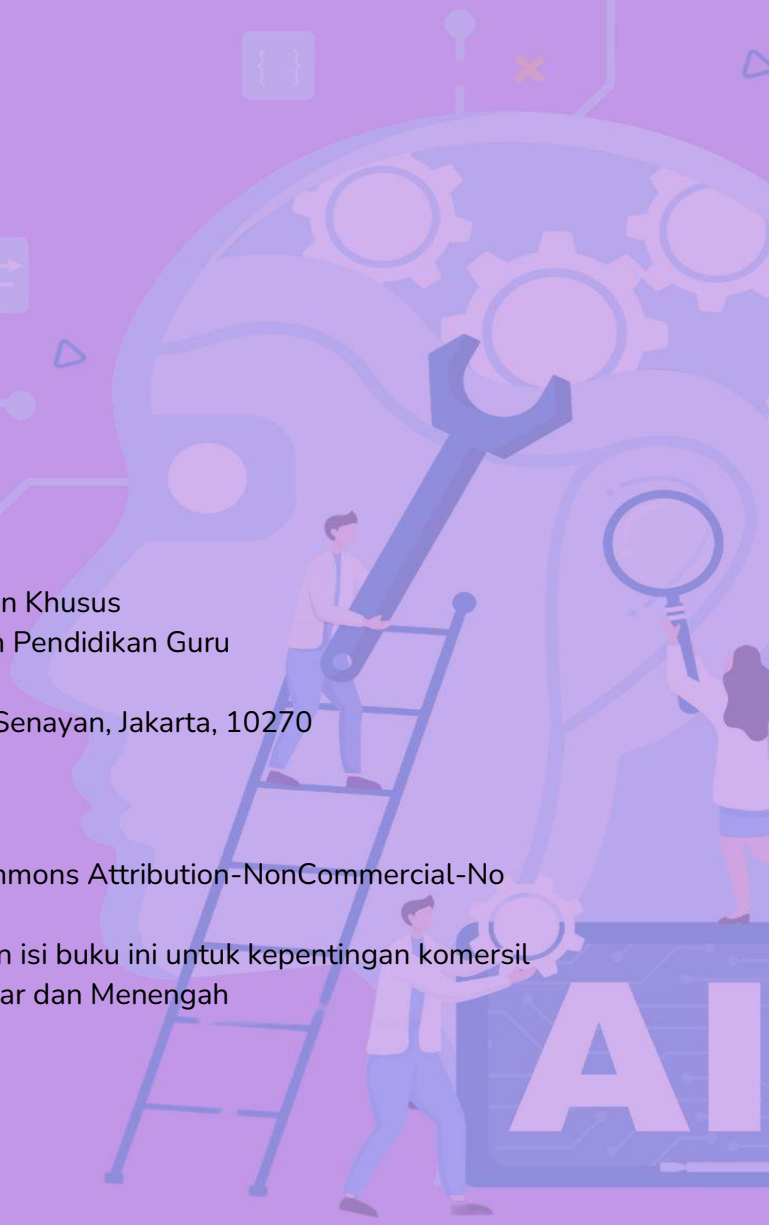 { }
n Khusus
n Pendidikan Guru
Senayan, Jakarta, 10270
mmons Attribution-NonCommercial-No
n isi buku ini untuk kepentingan komersil
ar dan Menengah
AI